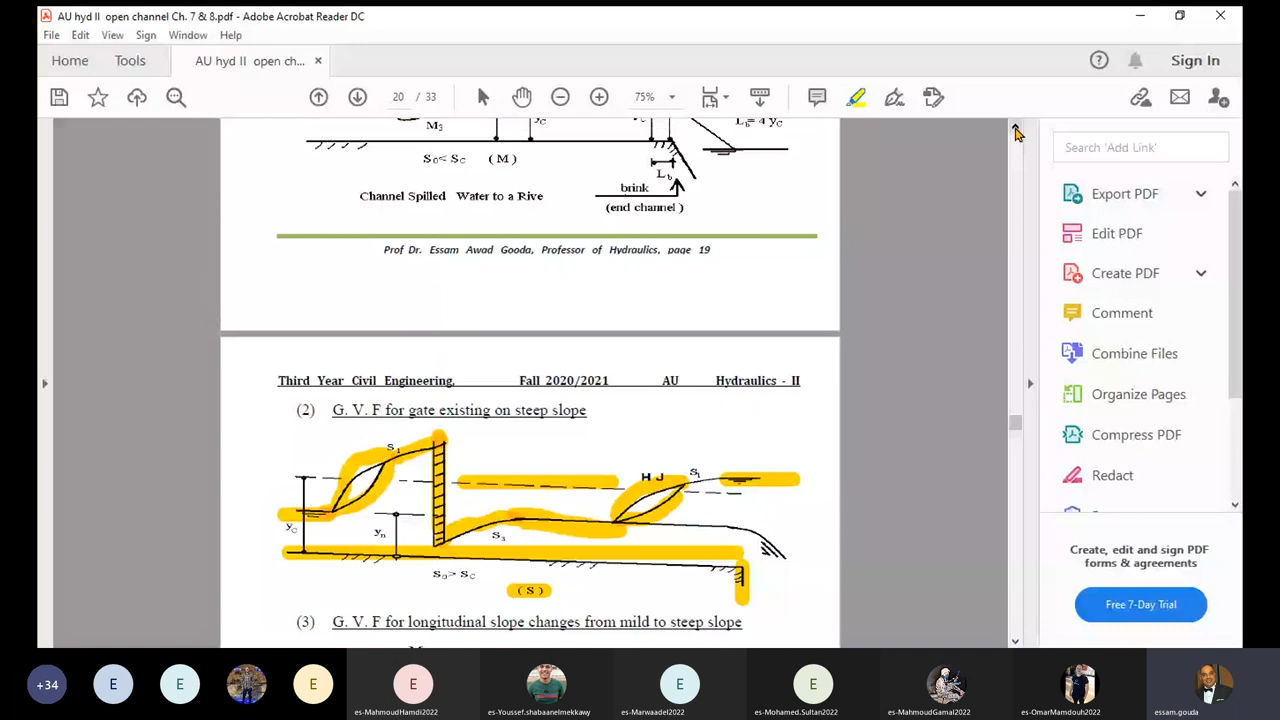 AU hyd II open channel Ch. 7 & 8.pdf - Adobe Acrobat Reader DC
File Edit View Sign Window Help
Home Tools AU hyd II open ch... × Sign In
20 / 33 75%
M3 yC yC Lb= 4 yC
S0< SC ( M )
Lb
Channel Spilled Water to a Rive
brink
(end channel )
Prof Dr. Essam Awad Gooda, Professor of Hydraulics, page 19
Third Year Civil Engineering, Fall 2020/2021 AU Hydraulics - II
(2) G. V. F for gate existing on steep slope
S1
H J S1
yC
yn
S3
S0> SC
( S )
(3) G. V. F for longitudinal slope changes from mild to steep slope
Search 'Add Link'
Export PDF
Edit PDF
Create PDF
Comment
Combine Files
Organize Pages
Compress PDF
Redact
Create, edit and sign PDF
forms & agreements
Free 7-Day Trial
+34 E E E E E E
es-MahmoudHamdi2022 es-Youssef.shabaanelmekkawy es-Marwaadel2022 es-Mohamed.Sultan2022 es-MahmoudGamal2022 es-OmarMamdouh2022 essam.gouda